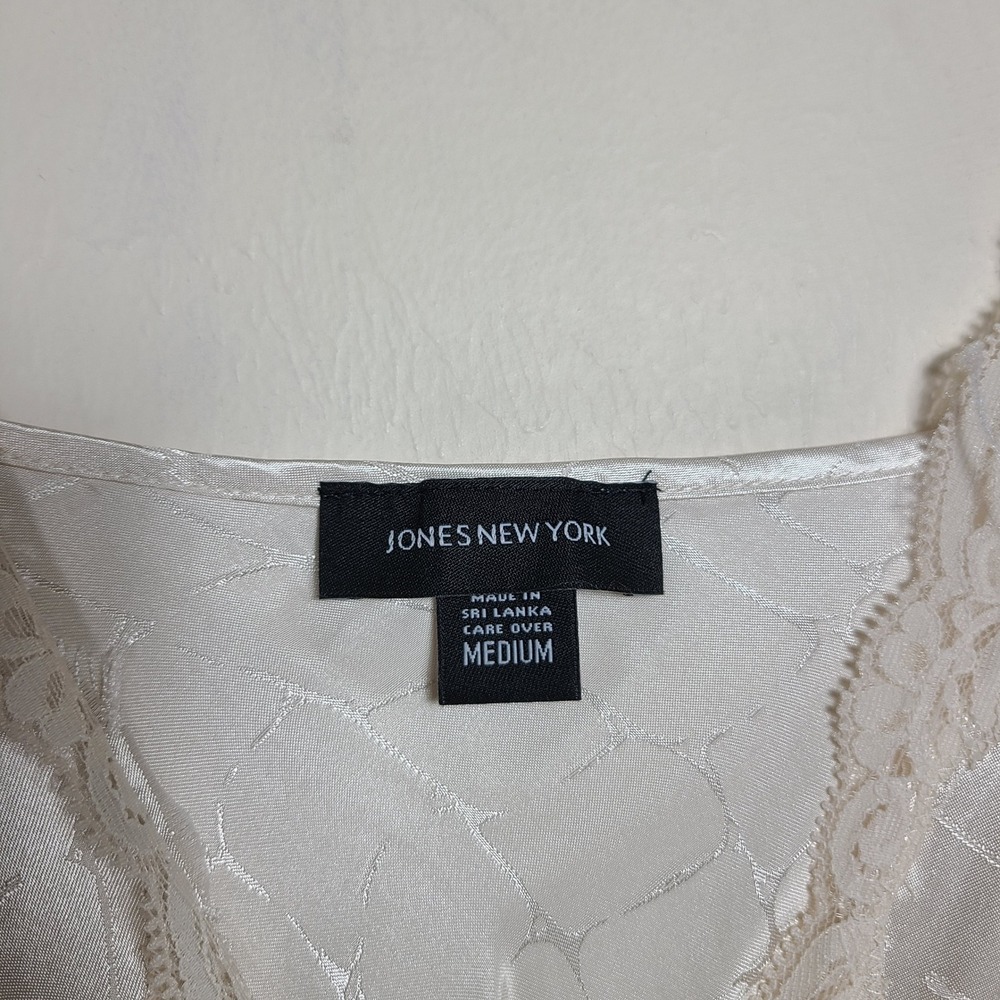 JONES NEW YORK
MADE IN
SRI LANKA
CARE OVER
MEDIUM